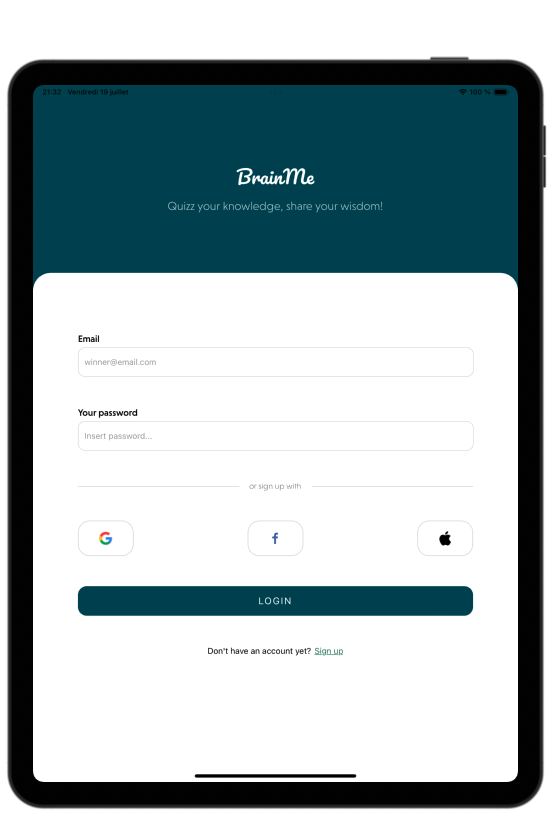 21:32 Vendredi 19 juillet
100 %
BrainMe
Quizz your knowledge, share your wisdom!
Email
winner@email.com
Your password
Insert password...
or sign up with
LOGIN
Don't have an account yet? Sign up